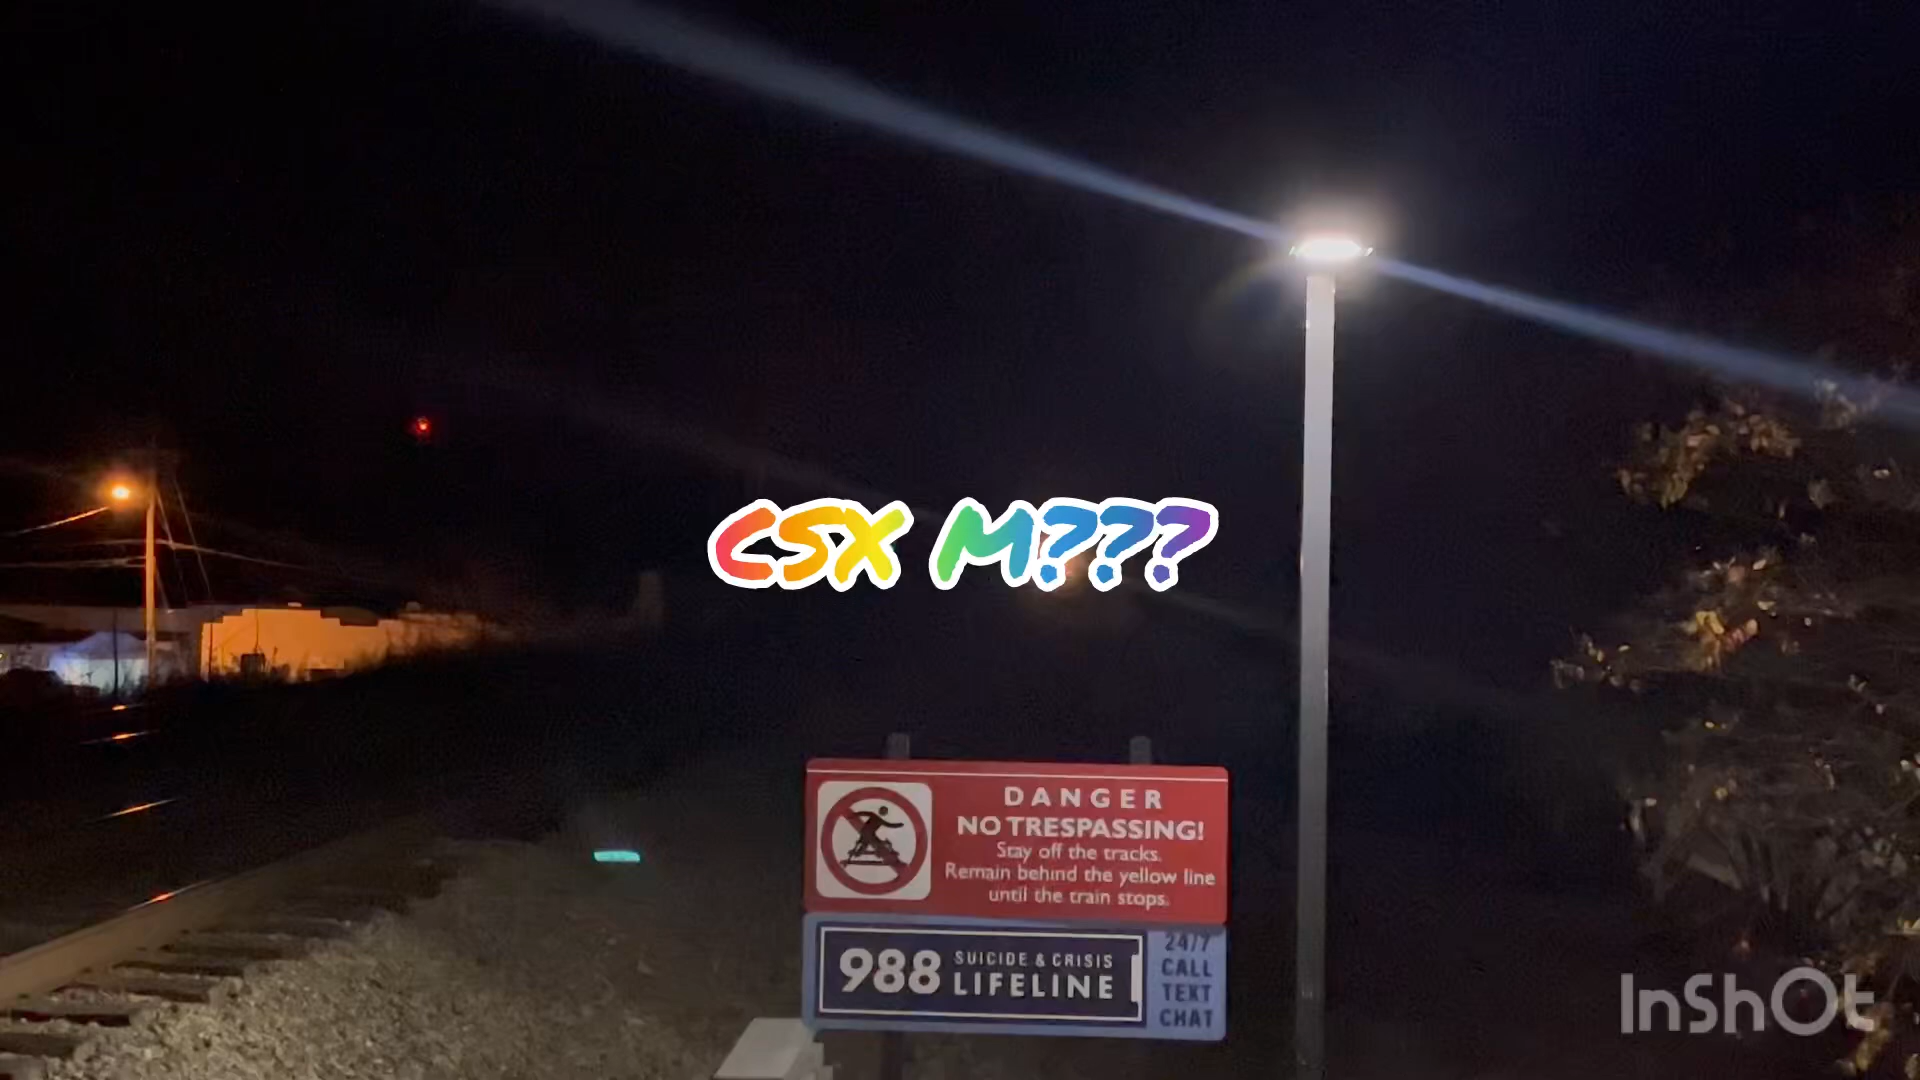 CSX M???
DANGER
NO TRESPASSING!
Stay off the tracks.
Remain behind the yellow line
until the train stops.
988 SUICIDE & CRISIS
LIFELINE
24/7
CALL
TEXT
CHAT
InShOt